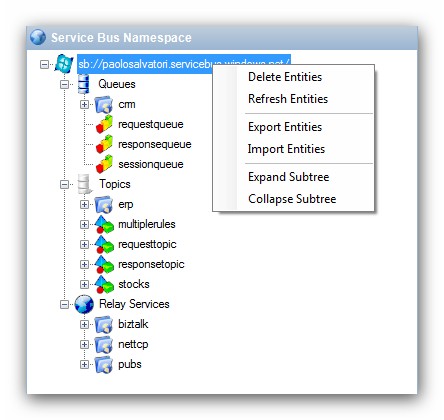 Service Bus Namespace
sb://paolosalvatori.servicebus.windows.net/
Queues
crm
requestqueue
responsequeue
sessionqueue
Topics
erp
multiplerules
requesttopic
responsetopic
stocks
Relay Services
biztalk
nettcp
pubs
Delete Entities
Refresh Entities
Export Entities
Import Entities
Expand Subtree
Collapse Subtree